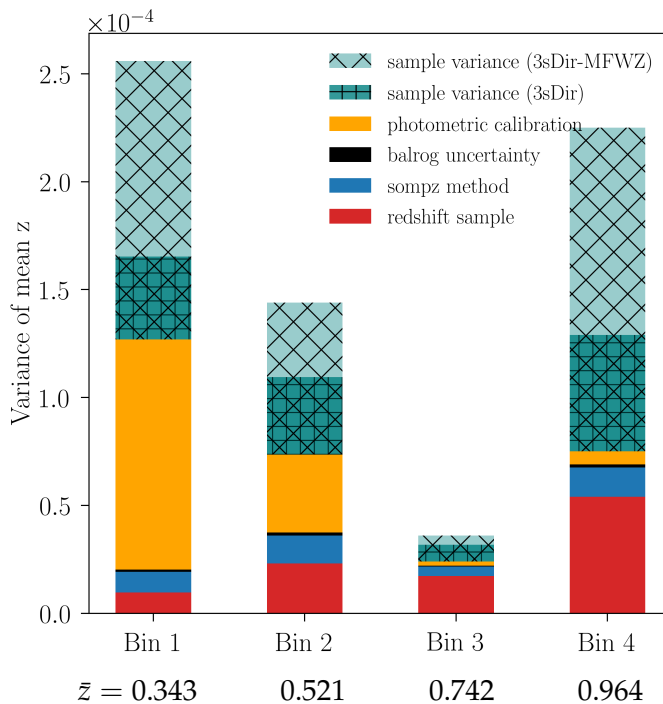 ×10⁻⁴
2.5
2.0
1.5
1.0
0.5
0.0
Variance of mean z
sample variance (3sDir-MFWZ)
sample variance (3sDir)
photometric calibration
balrog uncertainty
sompz method
redshift sample
Bin 1 Bin 2 Bin 3 Bin 4
z̄ = 0.343 0.521 0.742 0.964